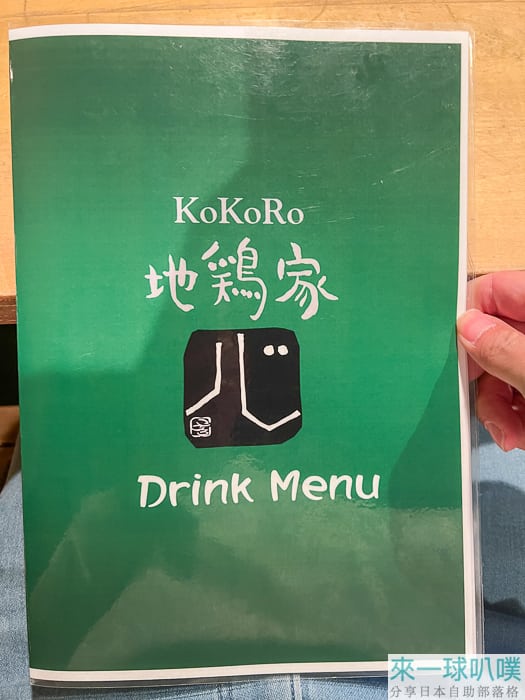 KoKoRo
地鶏家
心
Drink Menu
來一球叭噗
分享日本自助部落格